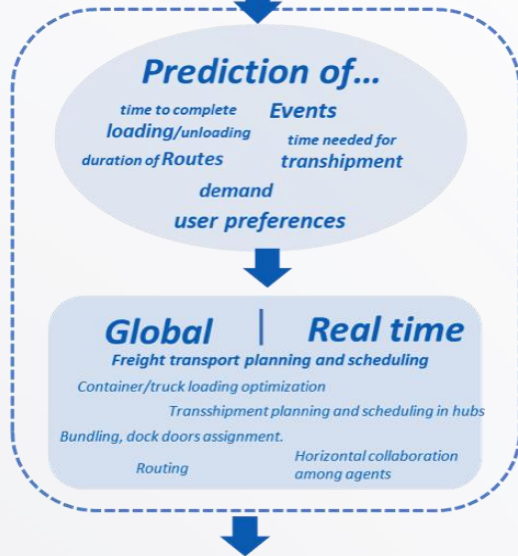 Prediction of...
time to complete Events
loading/unloading
time needed for
duration of Routes transhipment
demand
user preferences
Global | Real time
Freight transport planning and scheduling
Container/truck loading optimization
Transshipment planning and scheduling in hubs
Bundling, dock doors assignment.
Routing
Horizontal collaboration
among agents